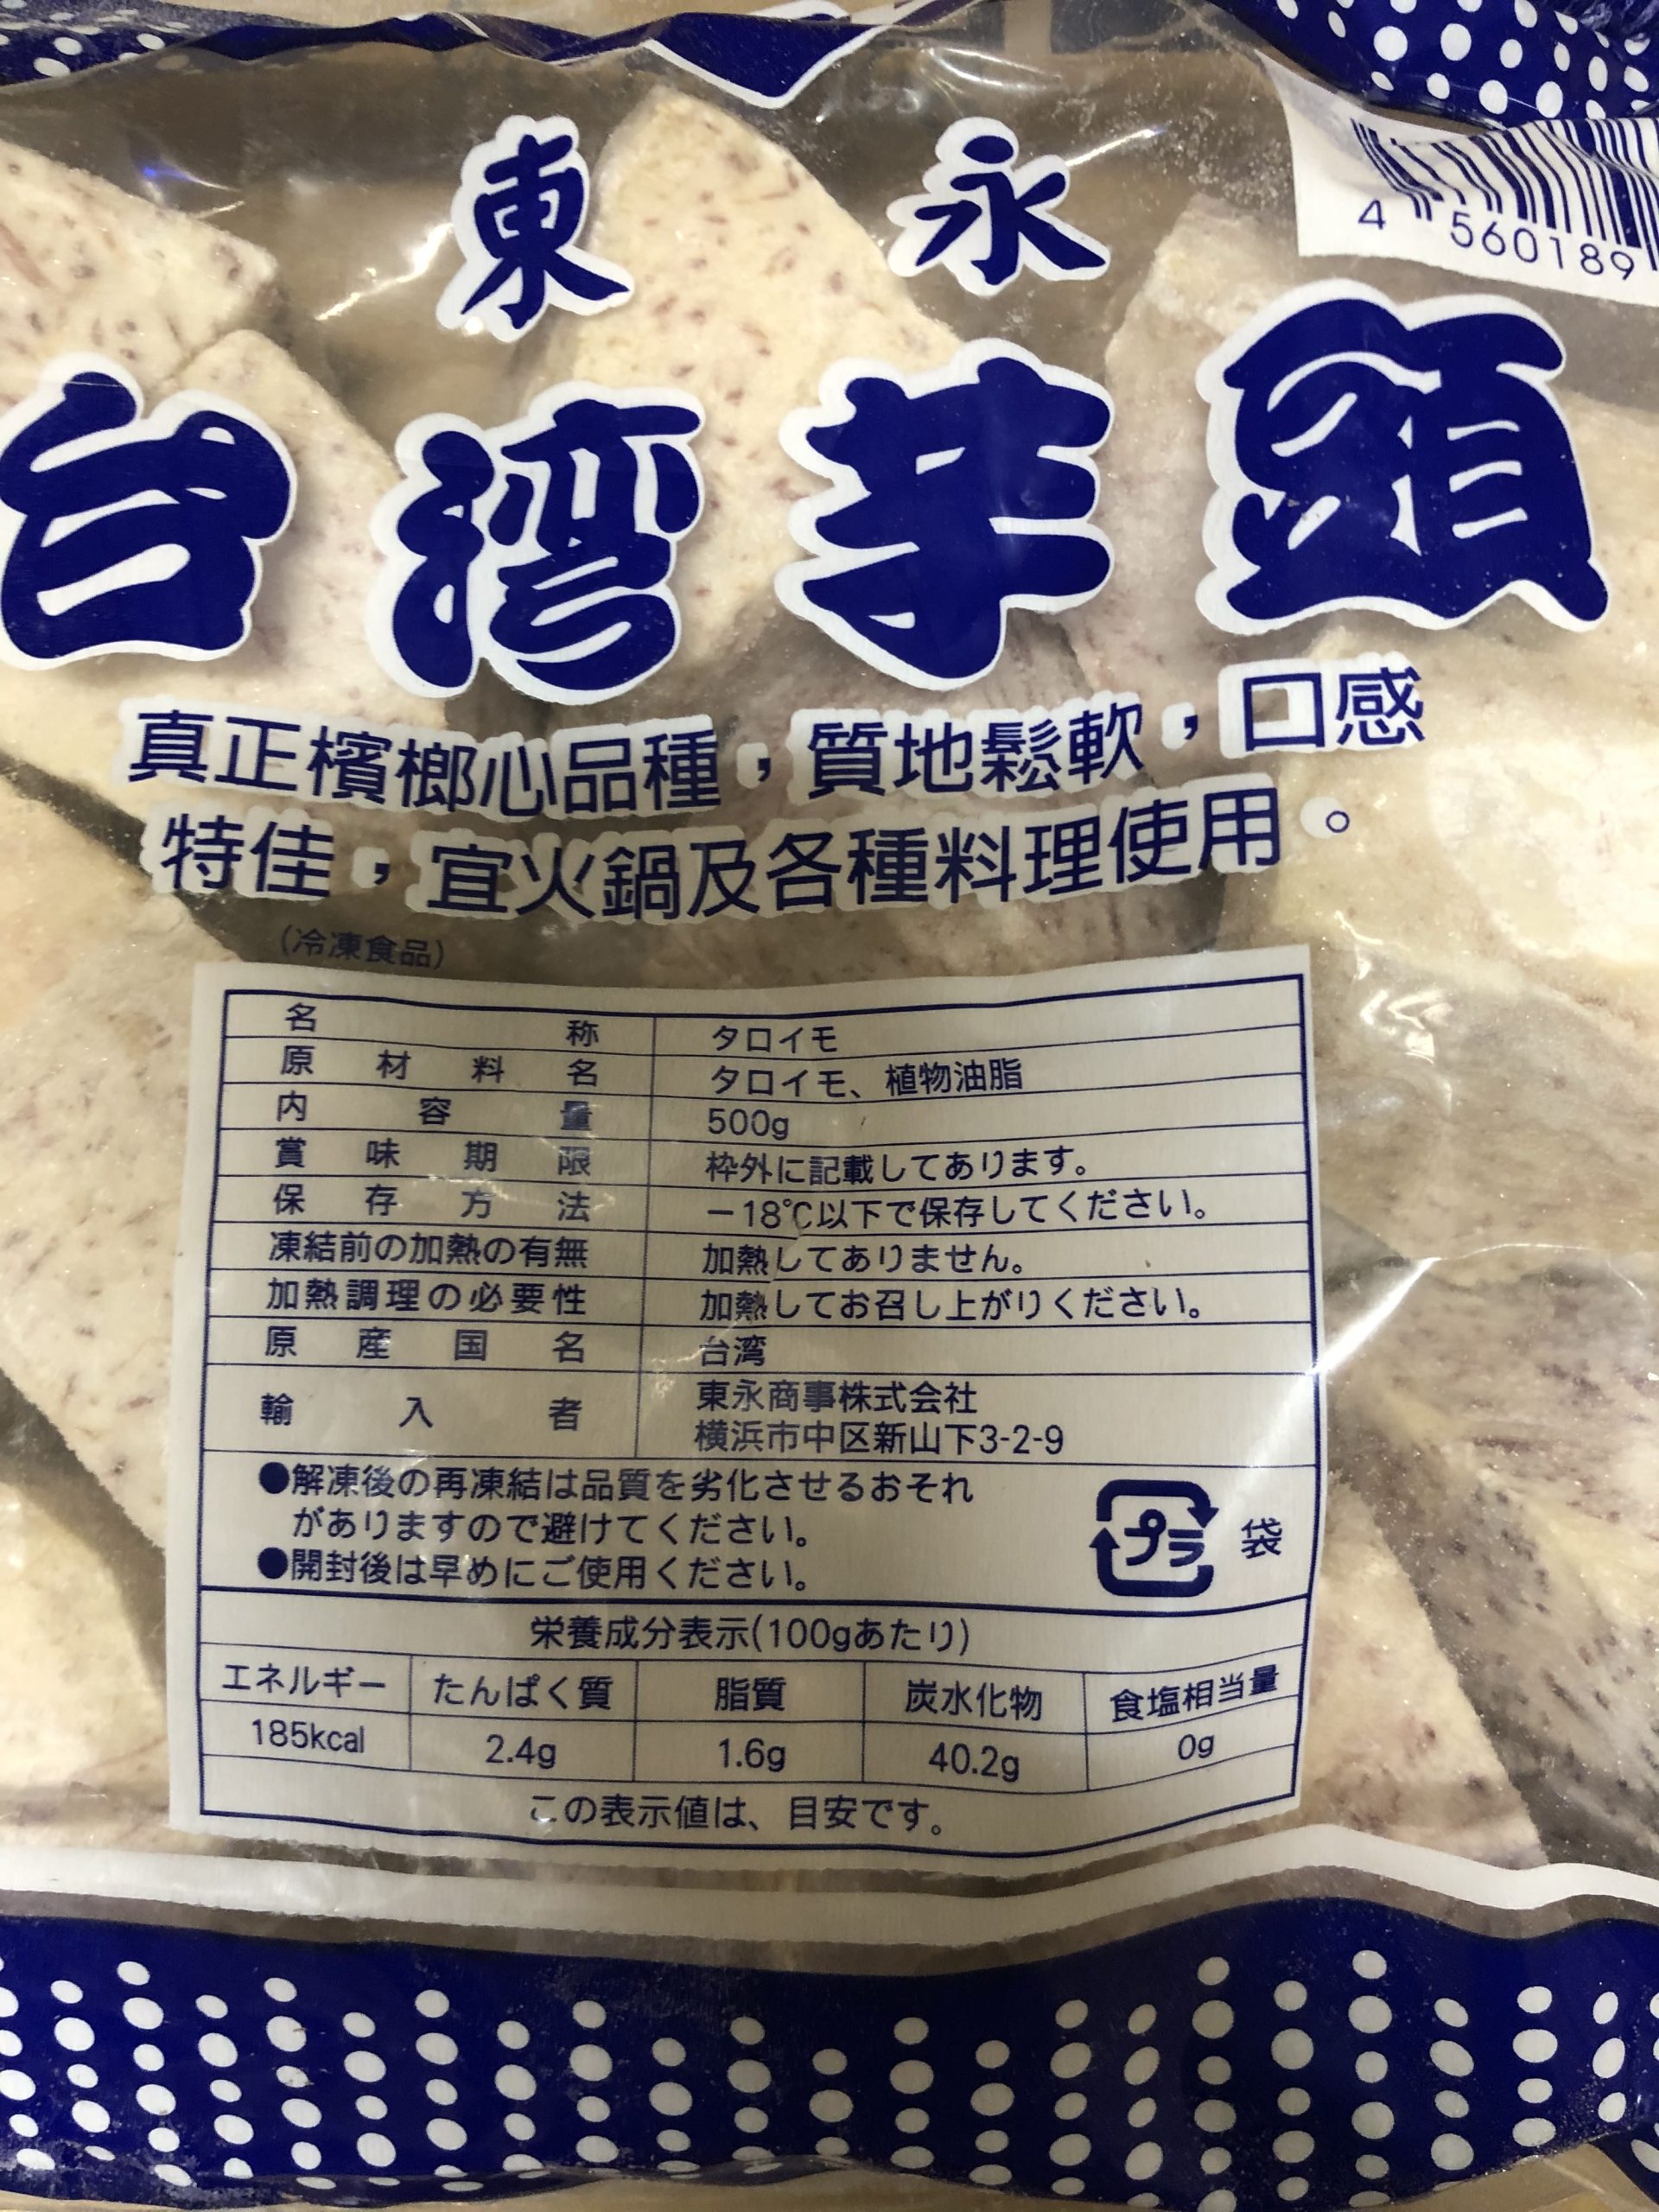 4 560189
東永
台湾芋頭
真正檳榔心品種，質地鬆軟，口感
特佳，宜火鍋及各種料理使用。
(冷凍食品)
名称 タロイモ
原材料名 タロイモ、植物油脂
内容量 500g
賞味期限 枠外に記載してあります。
保存方法 －18℃以下で保存してください。
凍結前の加熱の有無 加熱してありません。
加熱調理の必要性 加熱してお召し上がりください。
原産国名 台湾
輸入者 東永商事株式会社
横浜市中区新山下3-2-9
●解凍後の再凍結は品質を劣化させるおそれ
がありますので避けてください。
●開封後は早めにご使用ください。
プラ 袋
栄養成分表示(100gあたり)
エネルギー たんぱく質 脂質 炭水化物 食塩相当量
185kcal 2.4g 1.6g 40.2g 0g
この表示値は、目安です。